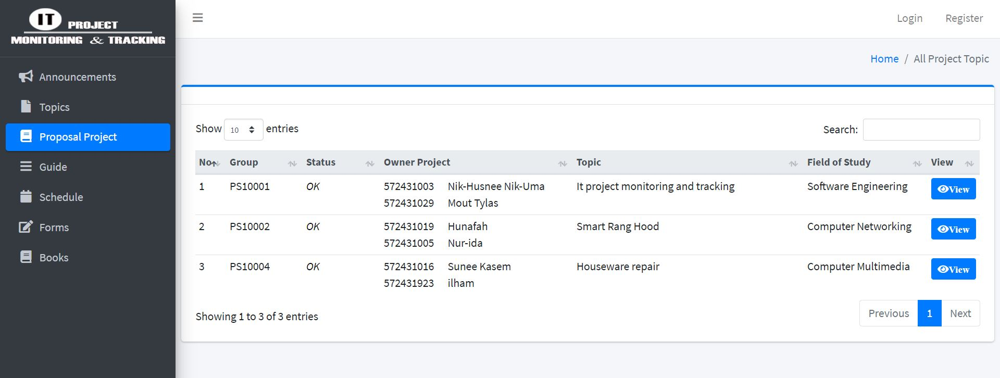 IT PROJECT
MONITORING & TRACKING
Login Register
Home / All Project Topic
Announcements
Topics
Proposal Project
Guide
Schedule
Forms
Books
Show 10 entries Search:
No Group Status Owner Project Topic Field of Study View
1 PS10001 OK 572431003 Nik-Husnee Nik-Uma It project monitoring and tracking Software Engineering View
572431029 Mout Tylas
2 PS10002 OK 572431019 Hunafah Smart Rang Hood Computer Networking View
572431005 Nur-ida
3 PS10004 OK 572431016 Sunee Kasem Houseware repair Computer Multimedia View
572431923 ilham
Showing 1 to 3 of 3 entries Previous 1 Next